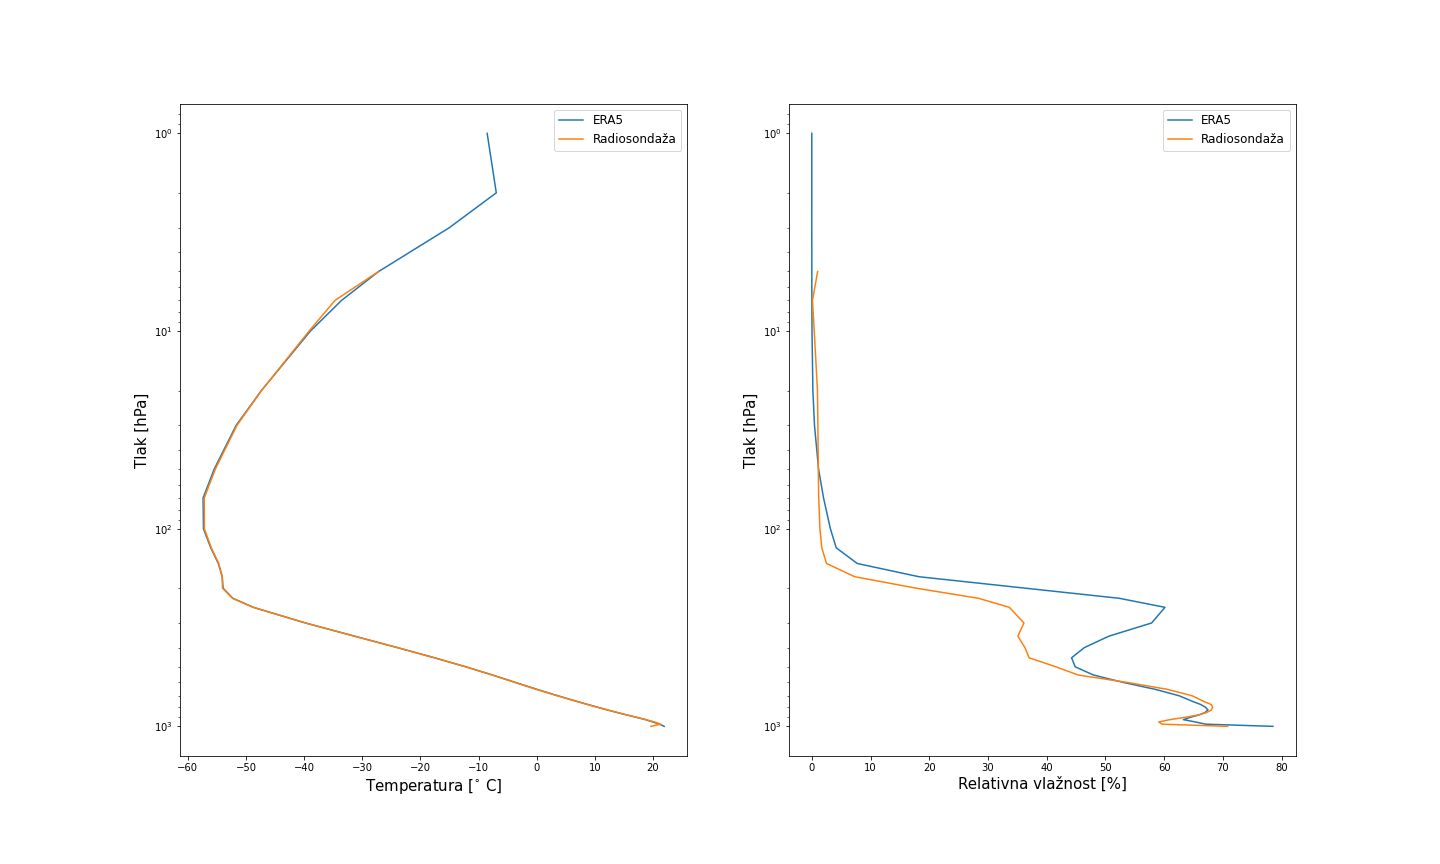 ERA5
Radiosondaža
10⁰
10¹
10²
10³
Tlak [hPa]
−60 −50 −40 −30 −20 −10 0 10 20
Temperatura [° C]
ERA5
Radiosondaža
10⁰
10¹
10²
10³
Tlak [hPa]
0 10 20 30 40 50 60 70 80
Relativna vlažnost [%]